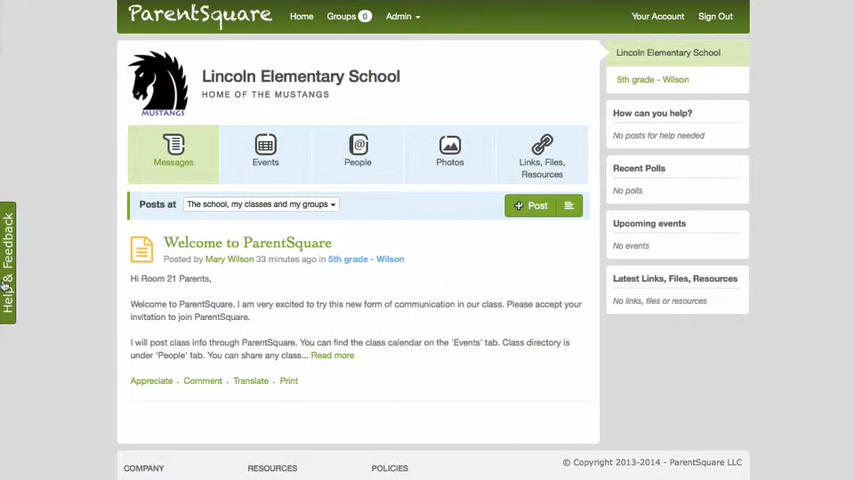 ParentSquare
Home
Groups 0
Admin
Your Account
Sign Out
MUSTANGS
Lincoln Elementary School
HOME OF THE MUSTANGS
Messages
Events
People
Photos
Links, Files,
Resources
Posts at
The school, my classes and my groups
Post
Welcome to ParentSquare
Posted by Mary Wilson 33 minutes ago in 5th grade - Wilson
Hi Room 21 Parents,
Welcome to ParentSquare. I am very excited to try this new form of communication in our class. Please accept your
invitation to join ParentSquare.
I will post class info through ParentSquare. You can find the class calendar on the 'Events' tab. Class directory is
under 'People' tab. You can share any class... Read more
Appreciate . Comment . Translate . Print
Lincoln Elementary School
5th grade - Wilson
How can you help?
No posts for help needed
Recent Polls
No polls
Upcoming events
No events
Latest Links, Files, Resources
No links, files or resources
Help & Feedback
COMPANY
RESOURCES
POLICIES
© Copyright 2013-2014 - ParentSquare LLC